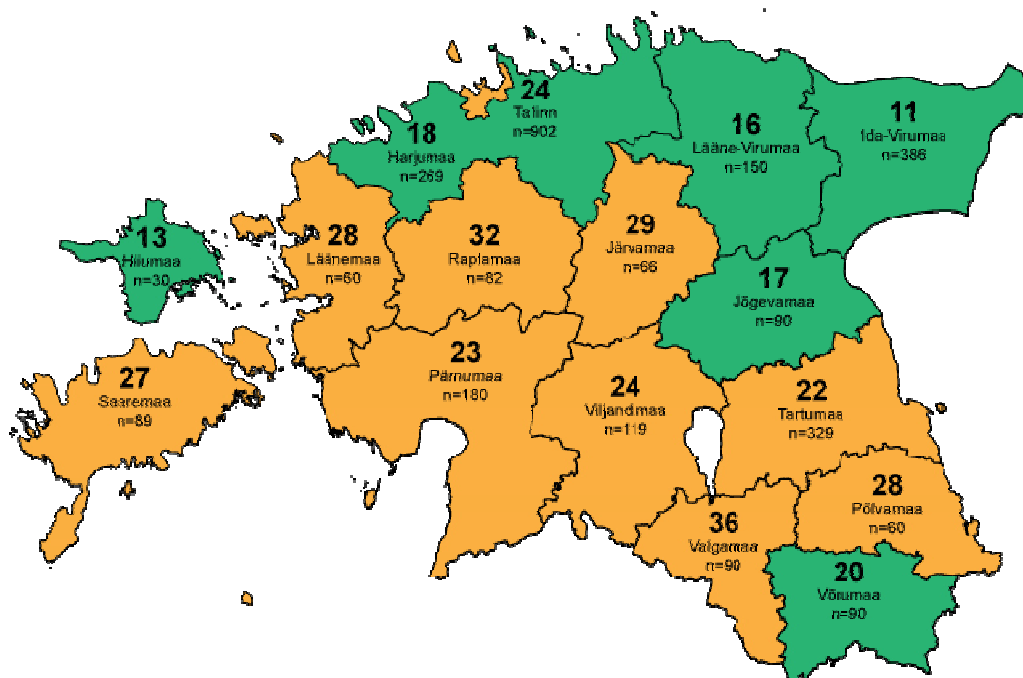 24
Tallinn
n=902
18
Harjumaa
n=269
16
Lääne-Virumaa
n=150
11
Ida-Virumaa
n=386
13
Hiiumaa
n=30
28
Läänemaa
n=60
32
Raplamaa
n=82
29
Järvamaa
n=66
17
Jõgevamaa
n=90
27
Saaremaa
n=89
23
Pärnumaa
n=180
24
Viljandimaa
n=119
22
Tartumaa
n=329
28
Põlvamaa
n=60
36
Valgamaa
n=90
20
Võrumaa
n=90